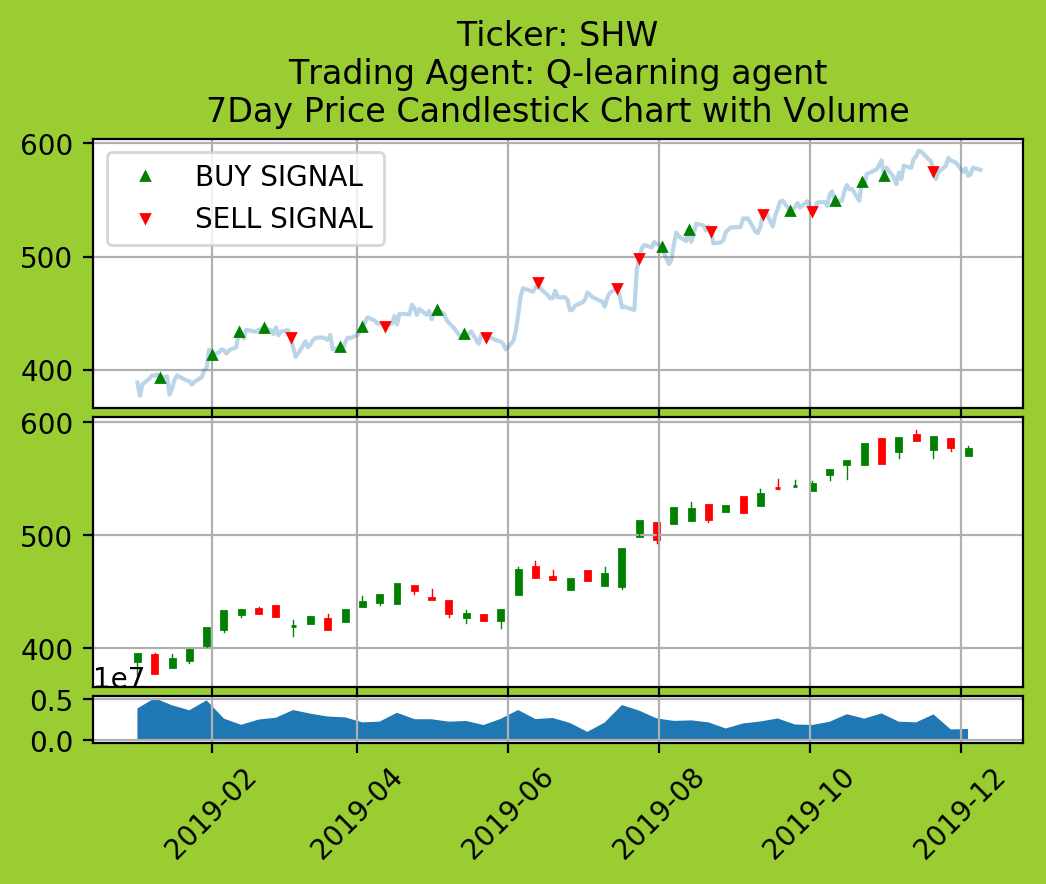 Ticker: SHW
Trading Agent: Q-learning agent
7Day Price Candlestick Chart with Volume
600
500
400
BUY SIGNAL
SELL SIGNAL
600
500
400
1e7
0.5
0.0
2019-02
2019-04
2019-06
2019-08
2019-10
2019-12